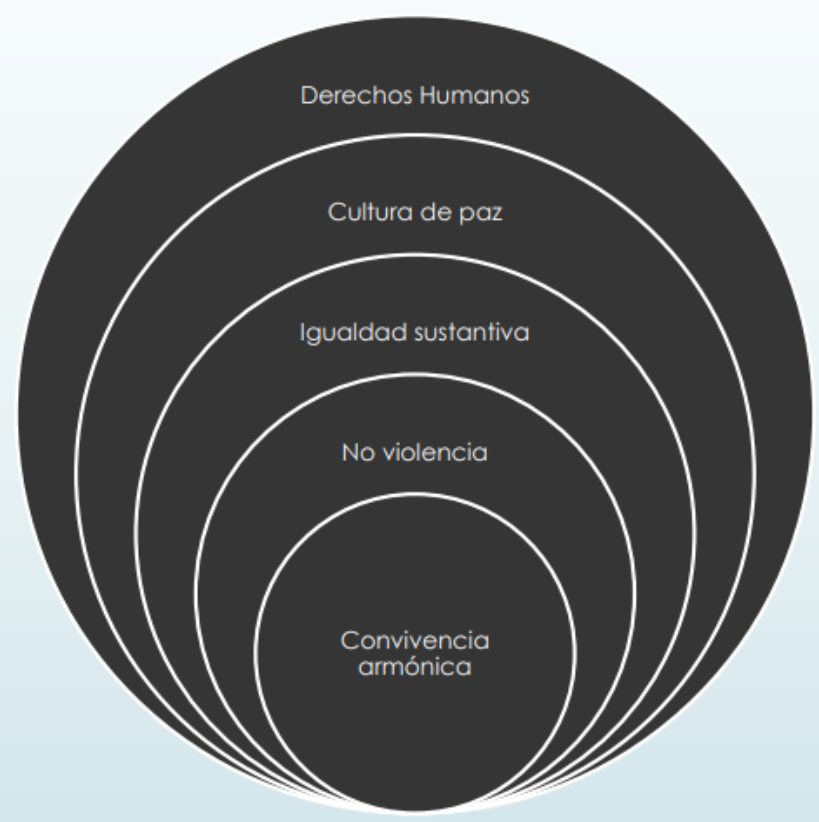 Derechos Humanos
Cultura de paz
Igualdad sustantiva
No violencia
Convivencia
armónica